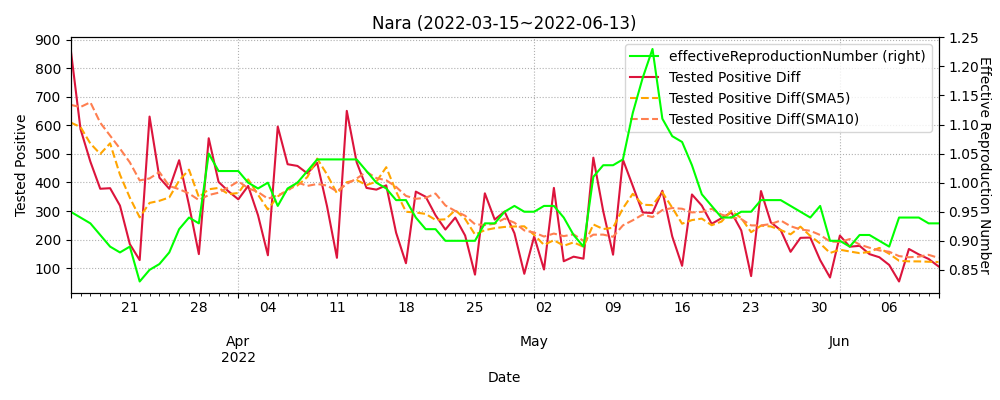 Nara (2022-03-15~2022-06-13)
effectiveReproductionNumber (right)
Tested Positive Diff
Tested Positive Diff(SMA5)
Tested Positive Diff(SMA10)
Tested Positive
900
800
700
600
500
400
300
200
100
1.25
1.20
1.15
1.10
1.05
1.00
0.95
0.90
0.85
Effective Reproduction Number
21 28 04 11 18 25 02 09 16 23 30 06
Apr May Jun
2022
Date